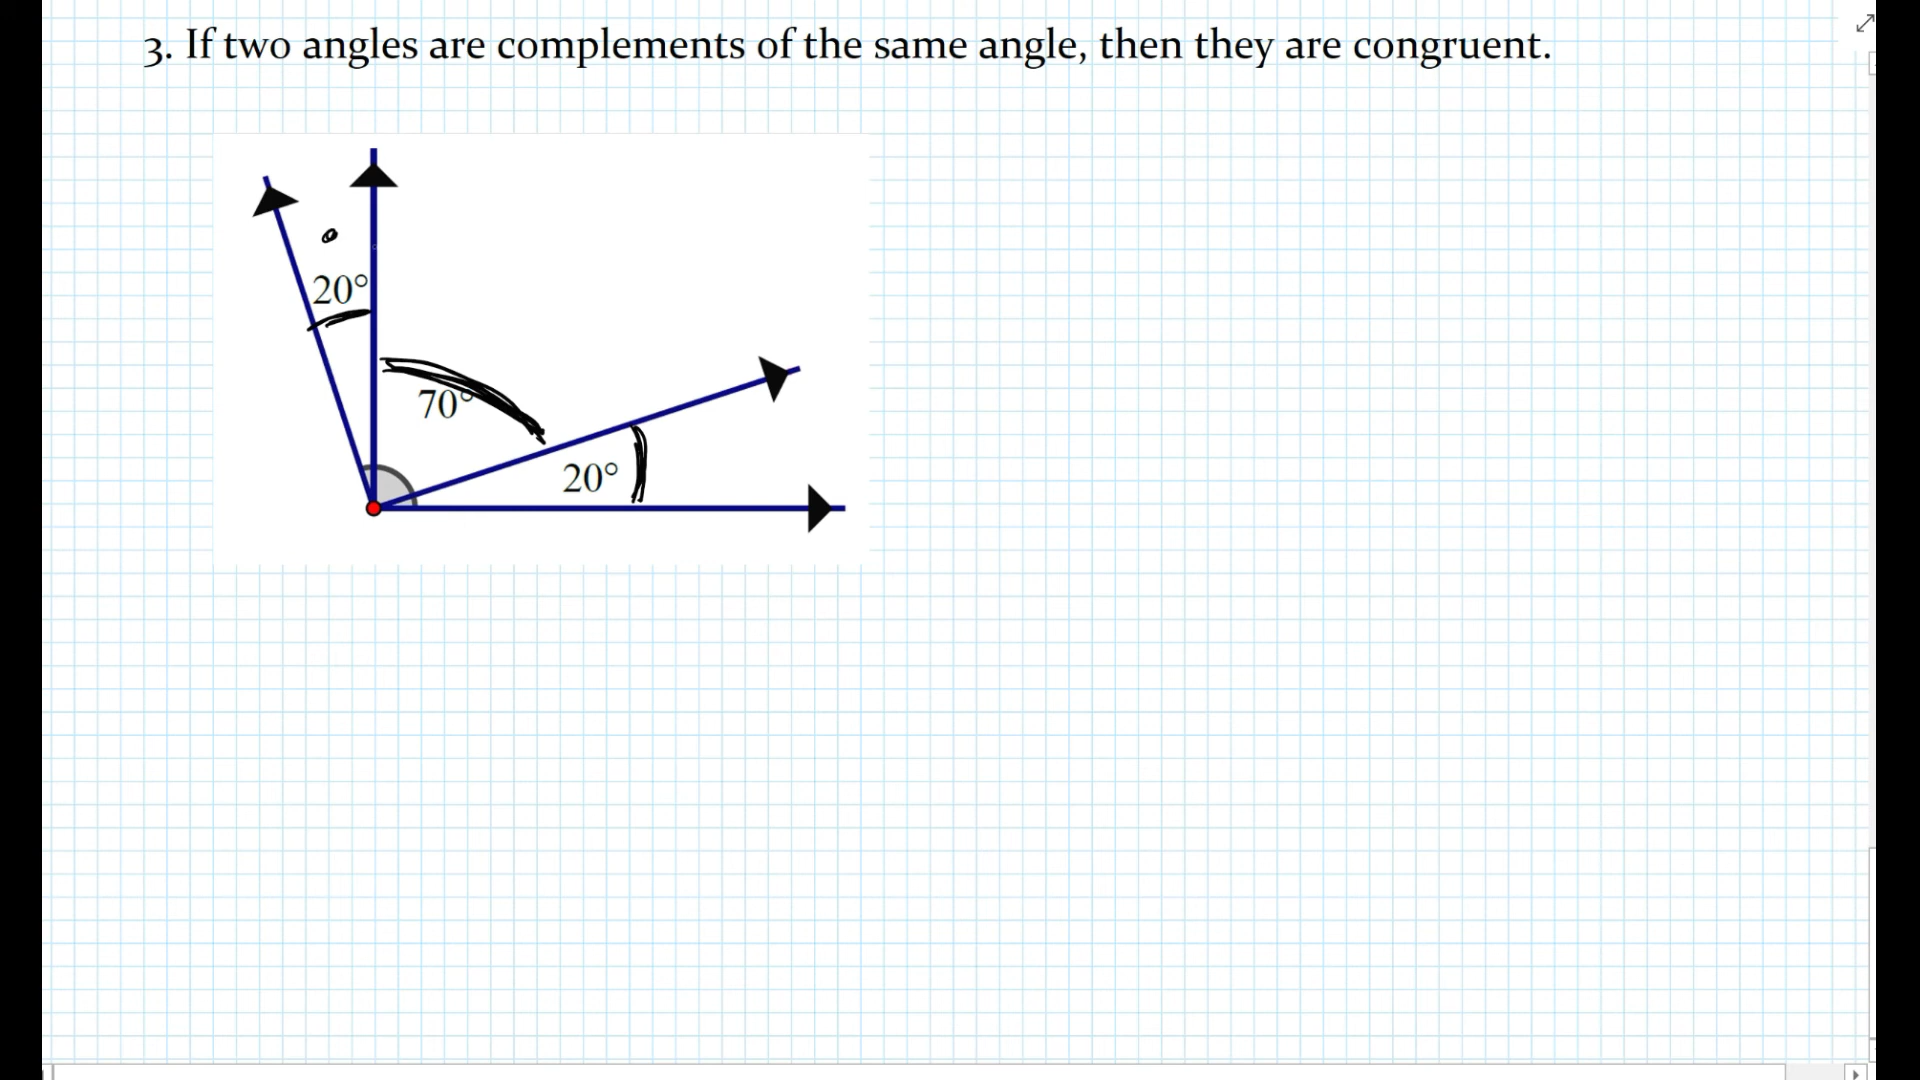 3. If two angles are complements of the same angle, then they are congruent.
20°
70°
20°